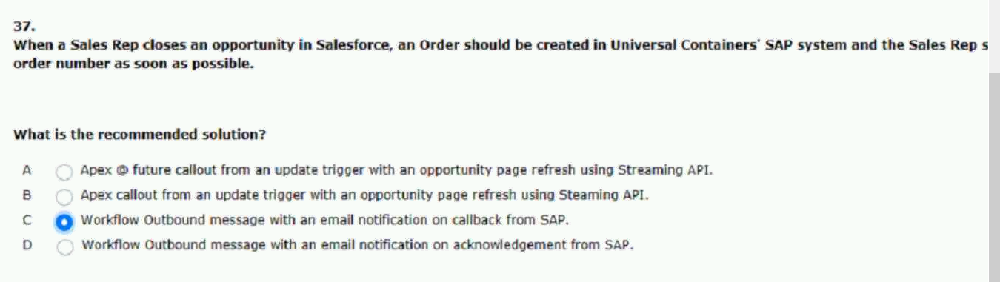 37.
When a Sales Rep closes an opportunity in Salesforce, an Order should be created in Universal Containers' SAP system and the Sales Rep s
order number as soon as possible.
What is the recommended solution?
A Apex @ future callout from an update trigger with an opportunity page refresh using Streaming API.
B Apex callout from an update trigger with an opportunity page refresh using Steaming API.
C Workflow Outbound message with an email notification on callback from SAP.
D Workflow Outbound message with an email notification on acknowledgement from SAP.